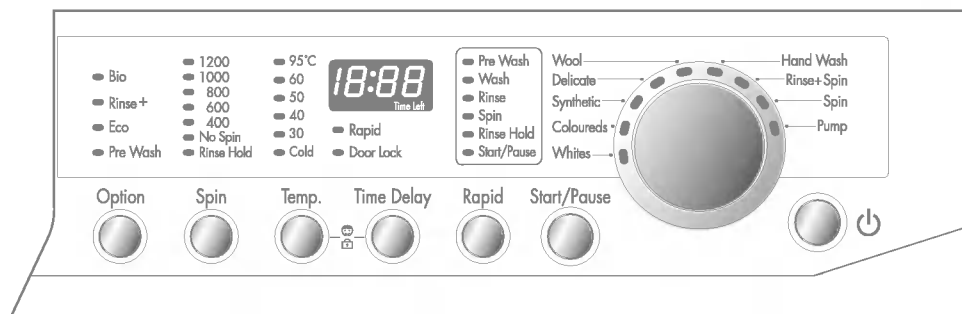 Bio
Rinse+
Eco
Pre Wash
1200
1000
800
600
400
No Spin
Rinse Hold
95°C
60
50
40
30
Cold
18:88
Time Left
Rapid
Door Lock
Pre Wash
Wash
Rinse
Spin
Rinse Hold
Start/Pause
Wool
Delicate
Synthetic
Coloureds
Whites
Hand Wash
Rinse+Spin
Spin
Pump
Option
Spin
Temp.
Time Delay
Rapid
Start/Pause